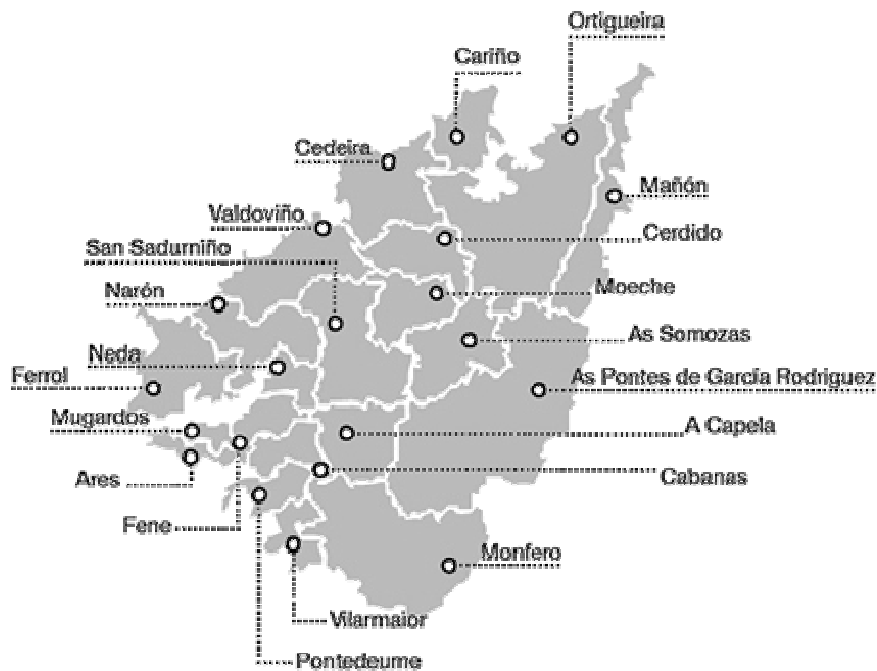 Ortigueira
Cariño
Cedeira
Mañón
Valdoviño
Cerdido
San Sadurniño
Moeche
Narón
As Somozas
Neda
Ferrol
As Pontes de García Rodriguez
Mugardos
A Capela
Ares
Cabanas
Fene
Monfero
Vilarmaior
Pontedeume